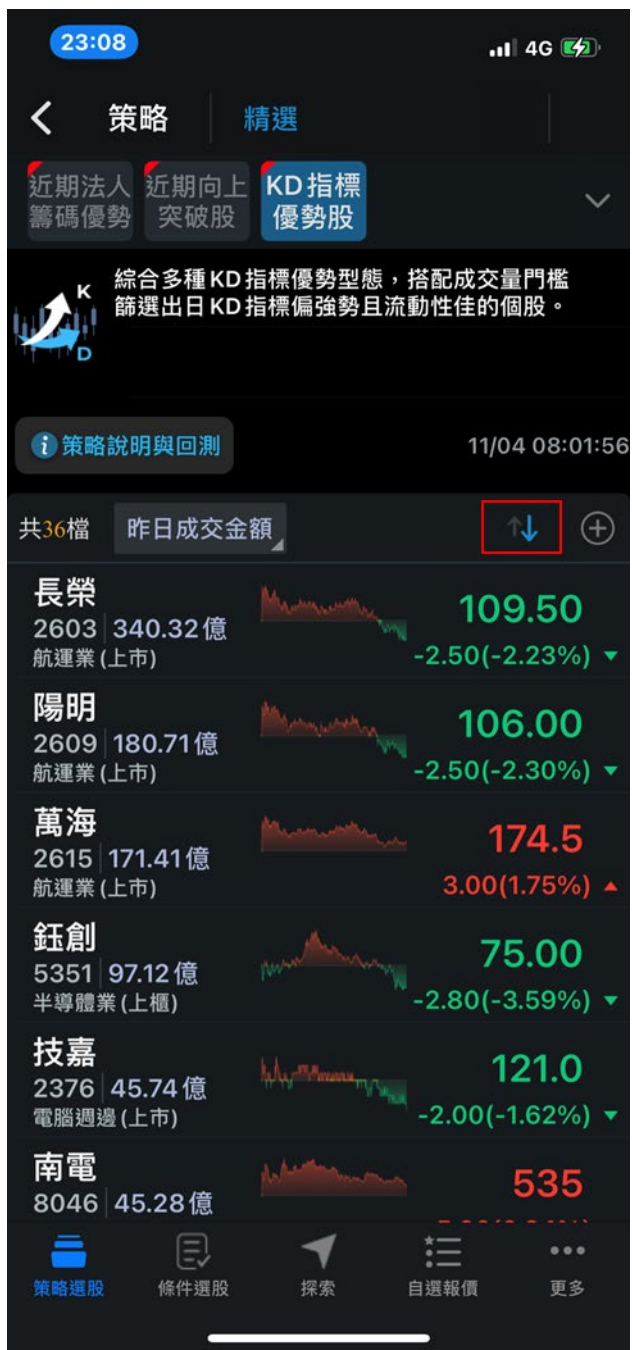 23:08
4G
策略
精選
近期法人
籌碼優勢
近期向上
突破股
KD指標
優勢股
K
D
綜合多種KD指標優勢型態，搭配成交量門檻
篩選出日KD指標偏強勢且流動性佳的個股。
i 策略說明與回測
11/04 08:01:56
共36檔
昨日成交金額
長榮
2603 340.32億
航運業(上市)
109.50
-2.50(-2.23%)
陽明
2609 180.71億
航運業(上市)
106.00
-2.50(-2.30%)
萬海
2615 171.41億
航運業(上市)
174.5
3.00(1.75%)
鈺創
5351 97.12億
半導體業(上櫃)
75.00
-2.80(-3.59%)
技嘉
2376 45.74億
電腦週邊(上市)
121.0
-2.00(-1.62%)
南電
8046 45.28億
535
策略選股
條件選股
探索
自選報價
更多